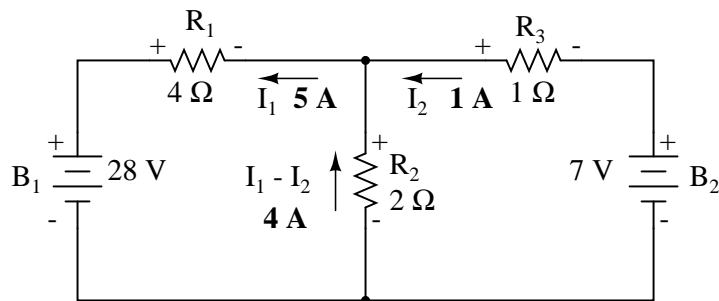 R₁
R₃
+ - + -
4 Ω
I₁ 5 A
I₂ 1 A
1 Ω
+ + +
B₁ 28 V
I₁ - I₂
4 A
R₂
2 Ω
7 V B₂
- - -